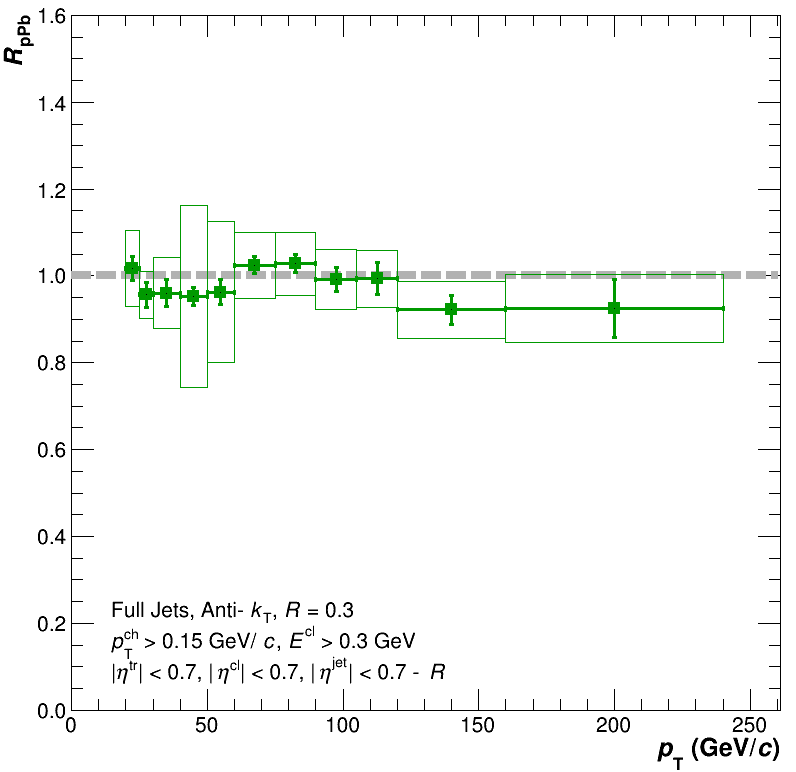 R_pPb
1.6
1.4
1.2
1.0
0.8
0.6
0.4
0.2
0.0
Full Jets, Anti- k_T, R = 0.3
p_T^ch > 0.15 GeV/ c, E^cl > 0.3 GeV
|η^tr| < 0.7, | η^cl| < 0.7, | η^jet| < 0.7 - R
0 50 100 150 200 250
p_T (GeV/c)